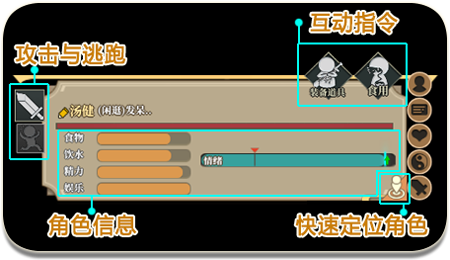 互动指令
攻击与逃跑
装备道具
食用
汤健 (闲逛)发呆..
食物
饮水
情绪
精力
娱乐
角色信息
快速定位角色